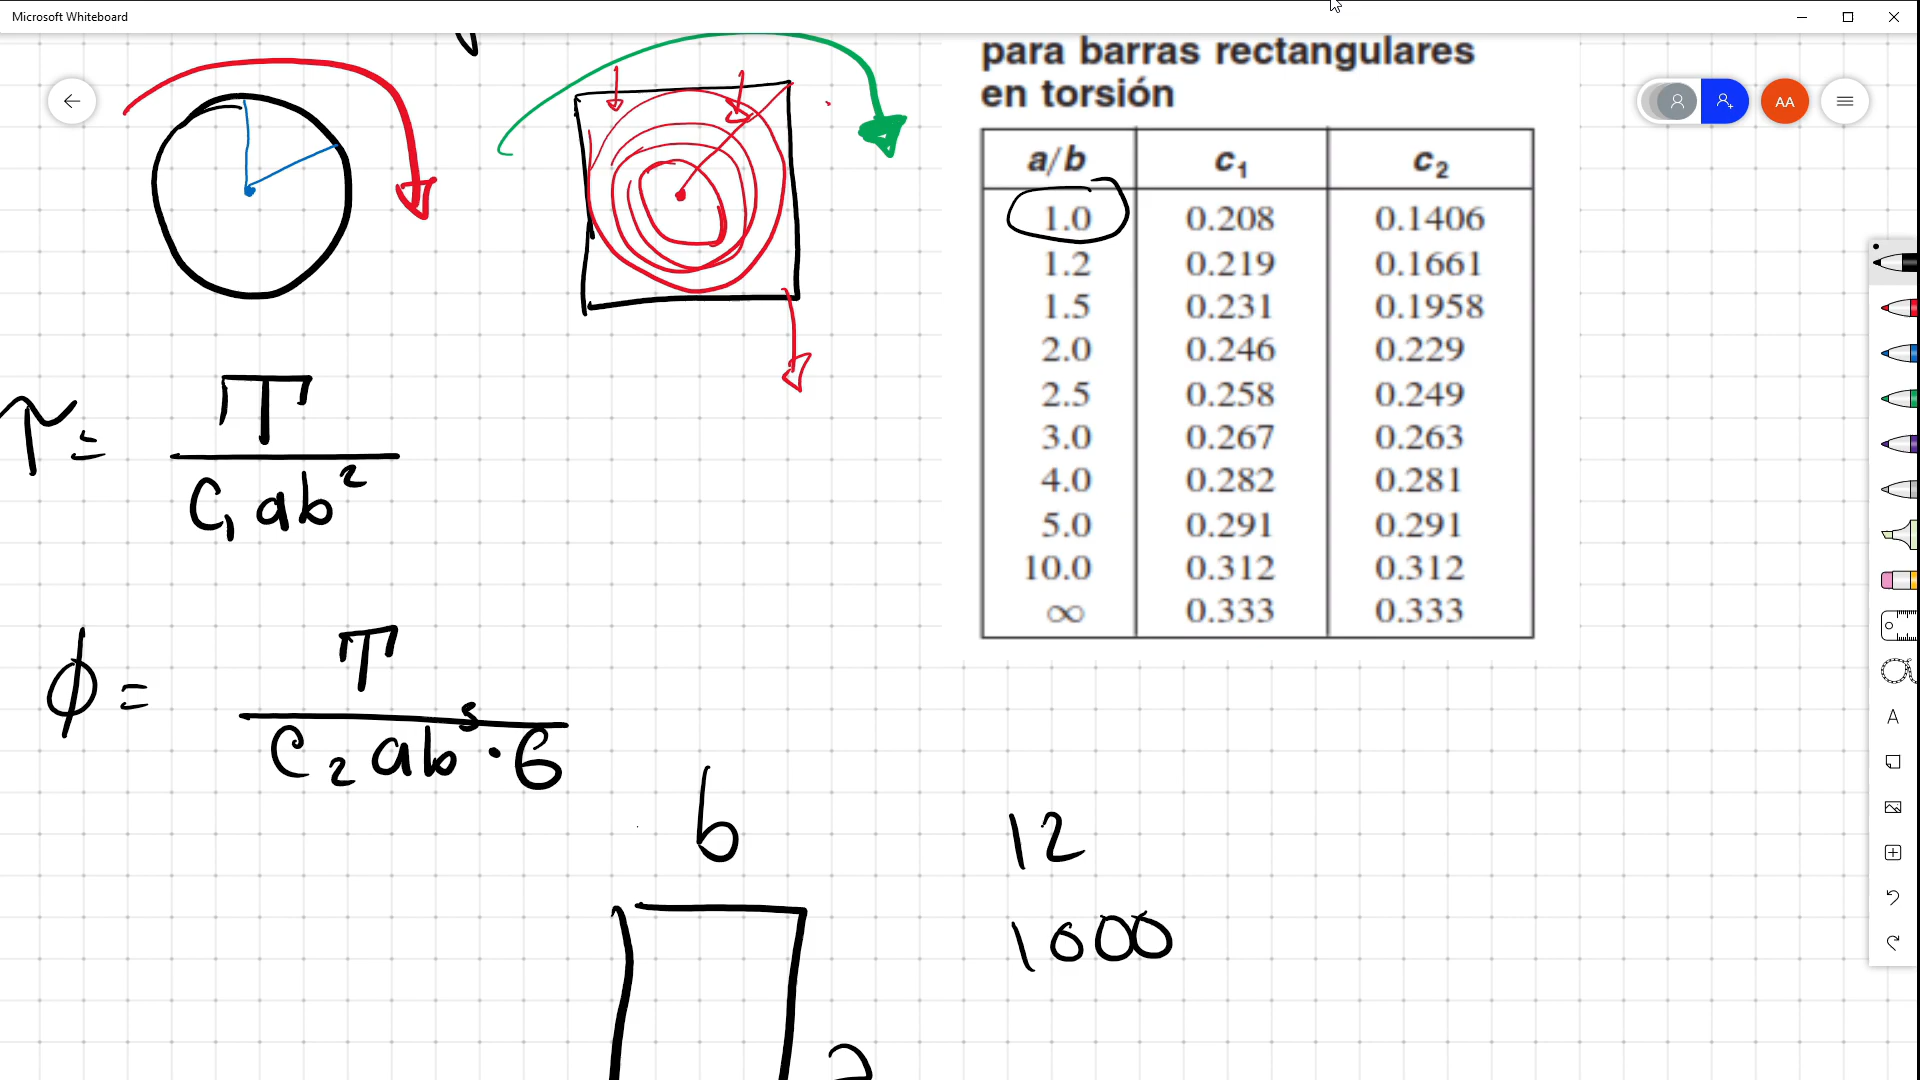 Microsoft Whiteboard
para barras rectangulares
en torsión
AA
a/b c₁ c₂
1.0 0.208 0.1406
1.2 0.219 0.1661
1.5 0.231 0.1958
2.0 0.246 0.229
2.5 0.258 0.249
3.0 0.267 0.263
4.0 0.282 0.281
5.0 0.291 0.291
10.0 0.312 0.312
∞ 0.333 0.333
τ = T
C₁ab²
ϕ = T
C₂ab³·G
b
12
1000
A